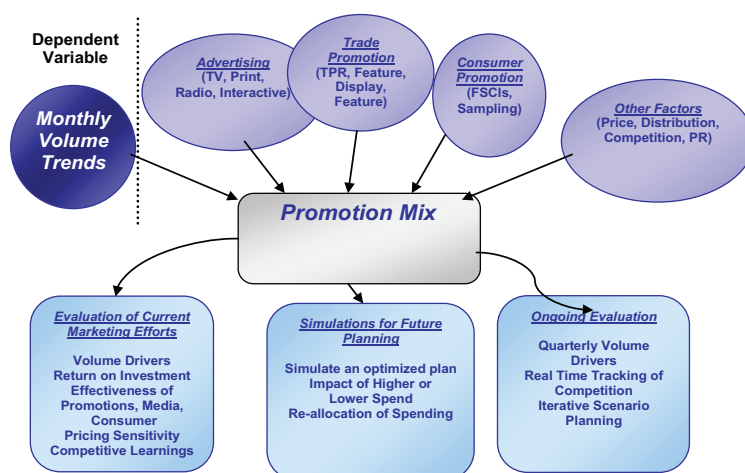 Dependent
Variable
Monthly
Volume
Trends
Advertising
(TV, Print,
Radio, Interactive)
Trade
Promotion
(TPR, Feature,
Display,
Feature)
Consumer
Promotion
(FSCIs,
Sampling)
Other Factors
(Price, Distribution,
Competition, PR)
Promotion Mix
Evaluation of Current
Marketing Efforts
Volume Drivers
Return on Investment
Effectiveness of
Promotions, Media,
Consumer
Pricing Sensitivity
Competitive Learnings
Simulations for Future
Planning
Simulate an optimized plan
Impact of Higher or
Lower Spend
Re-allocation of Spending
Ongoing Evaluation
Quarterly Volume
Drivers
Real Time Tracking of
Competition
Iterative Scenario
Planning